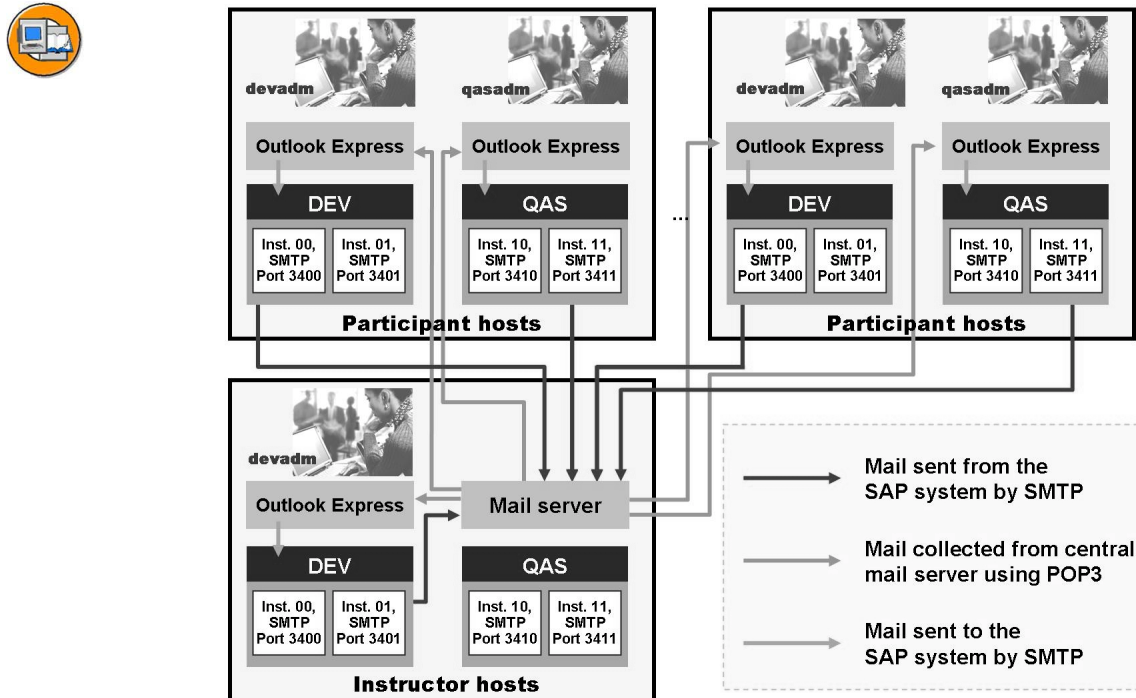 devadm
qasadm
Outlook Express
Outlook Express
DEV
QAS
Inst. 00,
SMTP
Port 3400
Inst. 01,
SMTP
Port 3401
Inst. 10,
SMTP
Port 3410
Inst. 11,
SMTP
Port 3411
Participant hosts
...
devadm
qasadm
Outlook Express
Outlook Express
DEV
QAS
Inst. 00,
SMTP
Port 3400
Inst. 01,
SMTP
Port 3401
Inst. 10,
SMTP
Port 3410
Inst. 11,
SMTP
Port 3411
Participant hosts
devadm
Outlook Express
Mail server
DEV
QAS
Inst. 00,
SMTP
Port 3400
Inst. 01,
SMTP
Port 3401
Inst. 10,
SMTP
Port 3410
Inst. 11,
SMTP
Port 3411
Instructor hosts
Mail sent from the
SAP system by SMTP
Mail collected from central
mail server using POP3
Mail sent to the
SAP system by SMTP